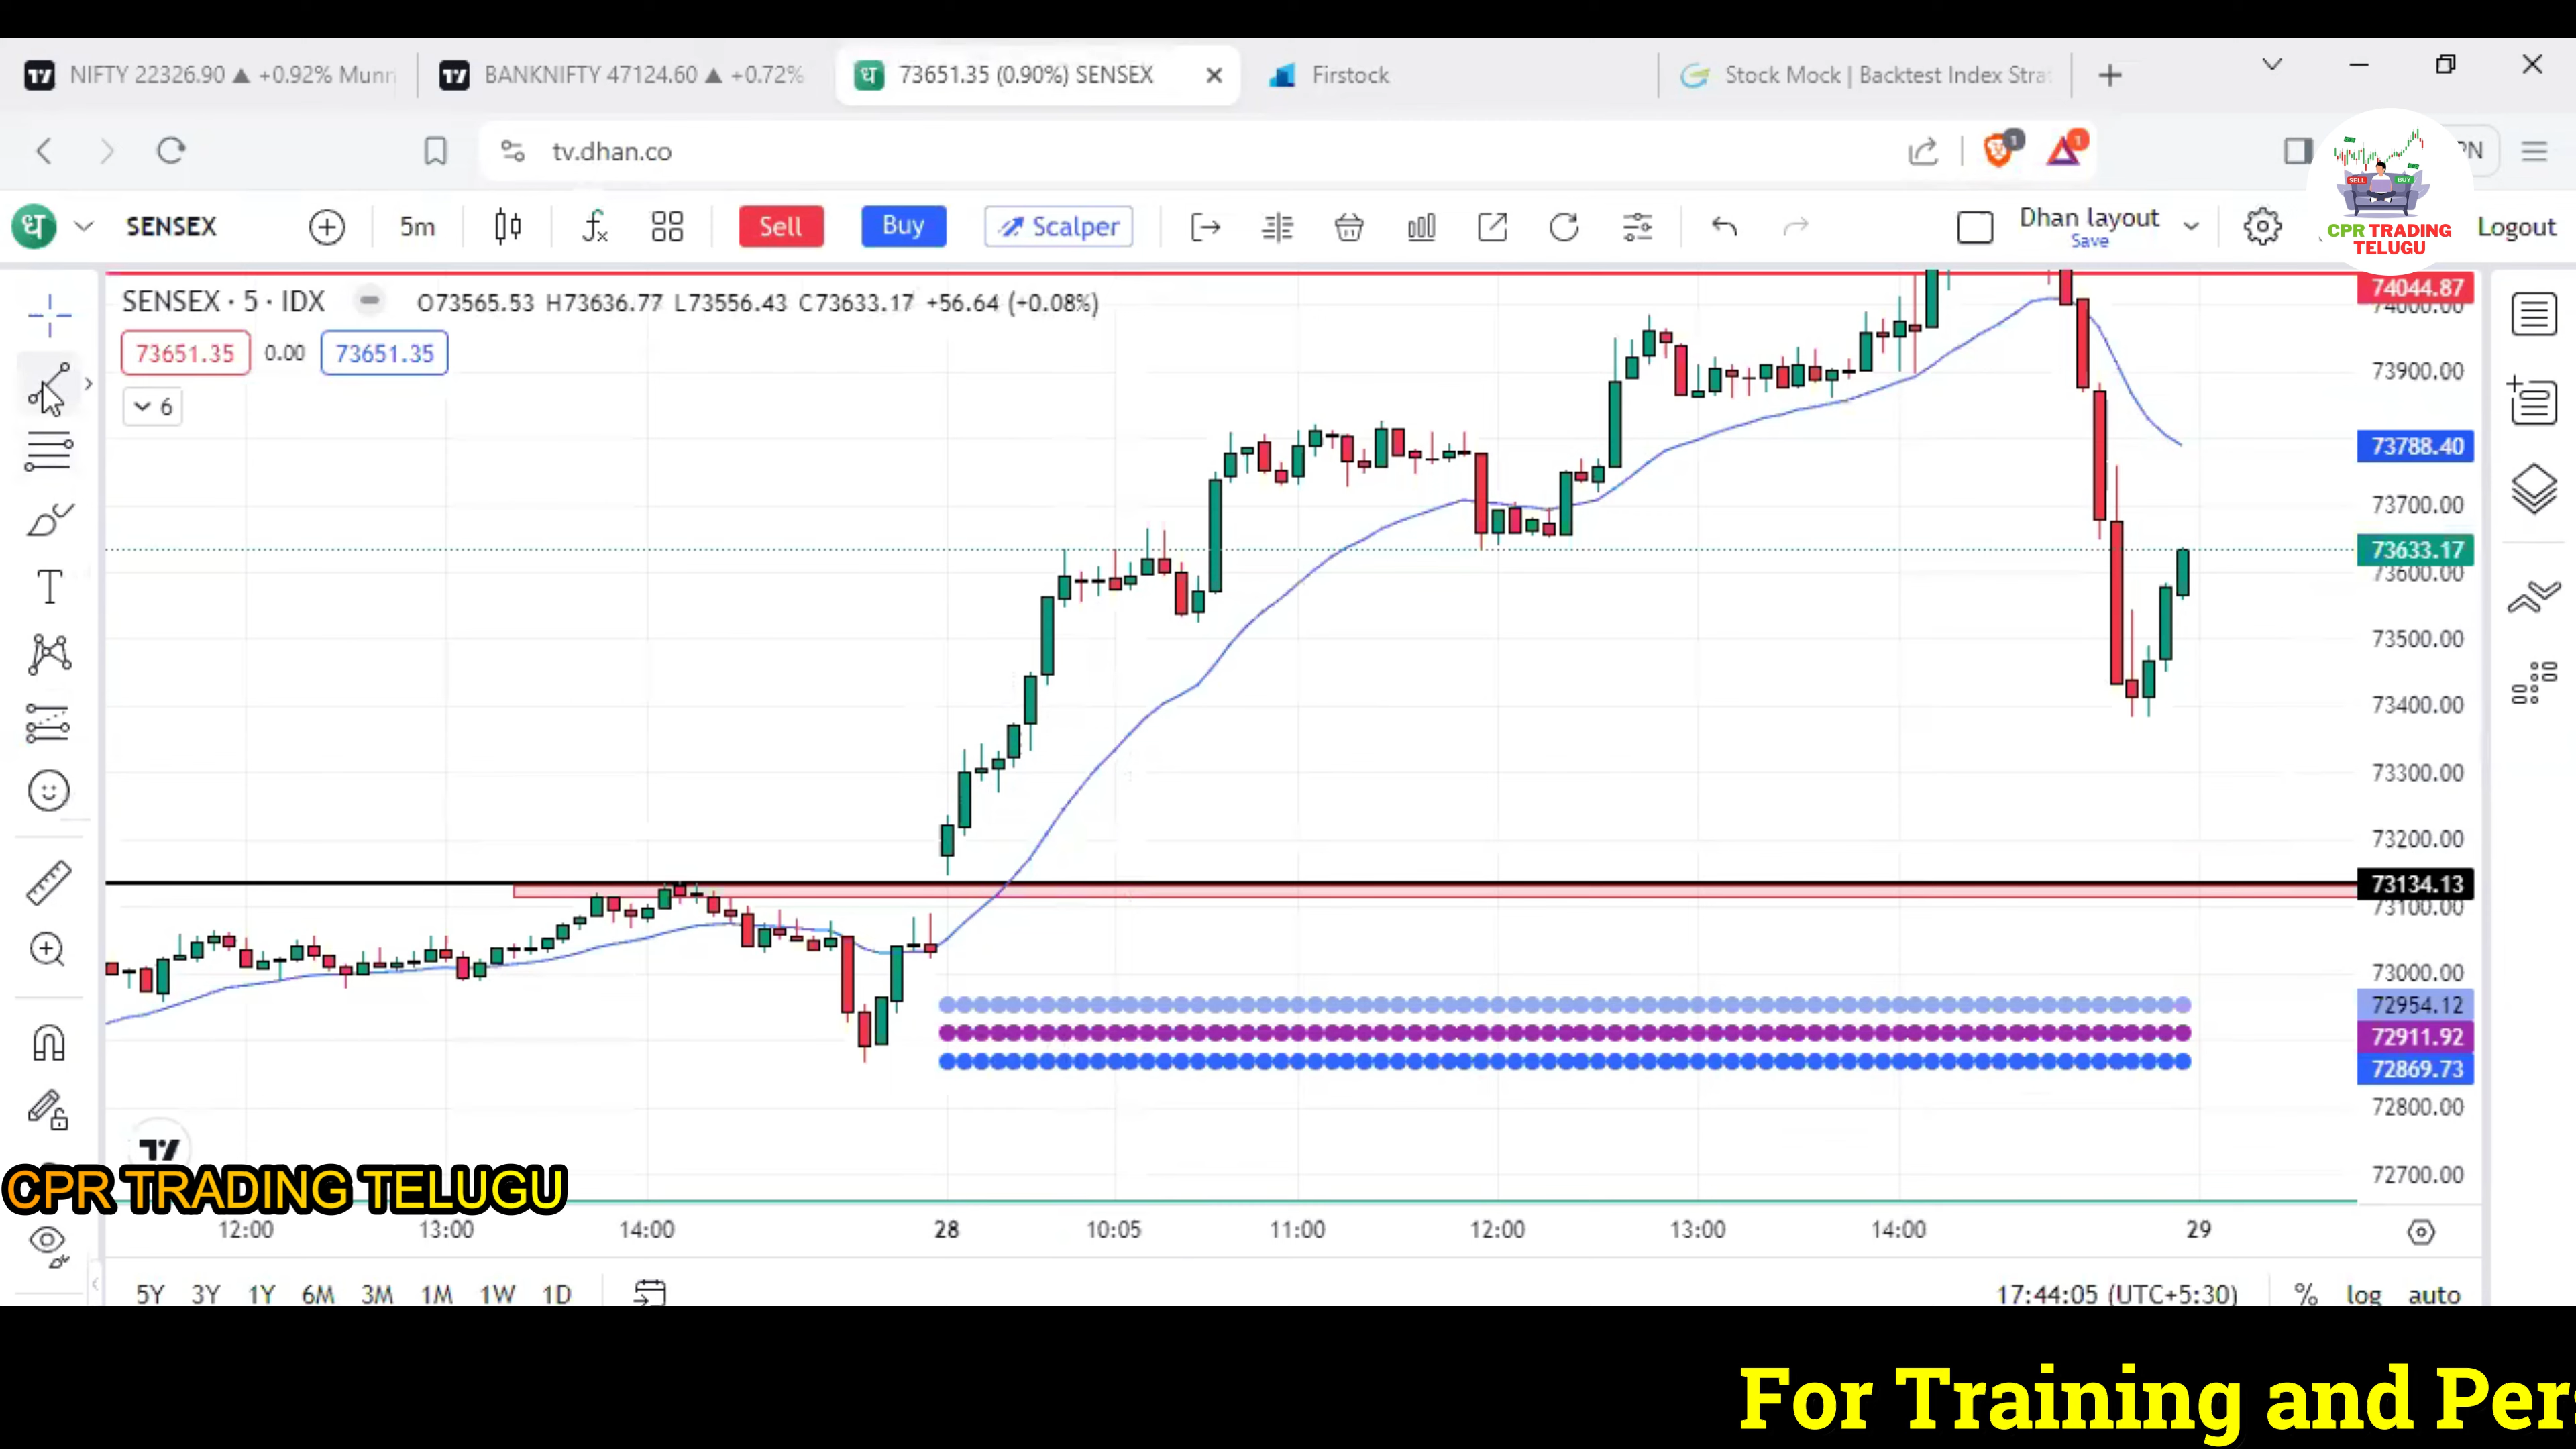 NIFTY 22326.90 ▲ +0.92%
BANKNIFTY 47124.60 ▲ +0.72%
73651.35 (0.90%) SENSEX
Firstock
Stock Mock | Backtest Index
tv.dhan.co
1
1
PN
SELL
BUY
CPR TRADING
TELUGU
SENSEX
5m
Sell
Buy
Scalper
Dhan layout
Save
Logout
SENSEX · 5 · IDX
O73565.53 H73636.77 L73556.43 C73633.17 +56.64 (+0.08%)
73651.35
0.00
73651.35
6
74044.87
74000.00
73900.00
73788.40
73700.00
73633.17
73600.00
73500.00
73400.00
73300.00
73200.00
73134.13
73100.00
73000.00
72954.12
72911.92
72869.73
72800.00
72700.00
CPR TRADING TELUGU
12:00
13:00
14:00
28
10:05
11:00
12:00
13:00
14:00
29
5Y 3Y 1Y 6M 3M 1M 1W 1D
17:44:05 (UTC+5:30)
% log auto
For Training and